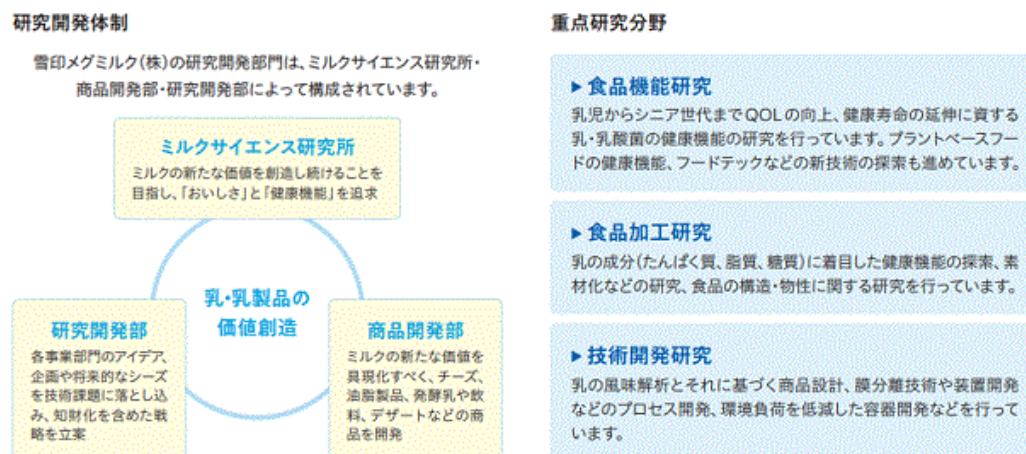 研究開発体制
雪印メグミルク(株)の研究開発部門は、ミルクサイエンス研究所・
商品開発部・研究開発部によって構成されています。
ミルクサイエンス研究所
ミルクの新たな価値を創造し続けることを
目指し、「おいしさ」と「健康機能」を追求
乳・乳製品の
価値創造
研究開発部
各事業部門のアイデア、
企画や将来的なシーズ
を技術課題に落とし込
み、知財化を含めた戦
略を立案
商品開発部
ミルクの新たな価値を
具現化すべく、チーズ、
油脂製品、発酵乳や飲
料、デザートなどの商
品を開発
重点研究分野
▶食品機能研究
乳児からシニア世代までQOLの向上、健康寿命の延伸に資する
乳・乳酸菌の健康機能の研究を行っています。プラントベースフー
ドの健康機能、フードテックなどの新技術の探索も進めています。
▶食品加工研究
乳の成分(たんぱく質、脂質、糖質)に着目した健康機能の探索、素
材化などの研究、食品の構造・物性に関する研究を行っています。
▶技術開発研究
乳の風味解析とそれに基づく商品設計、膜分離技術や装置開発
などのプロセス開発、環境負荷を低減した容器開発などを行って
います。